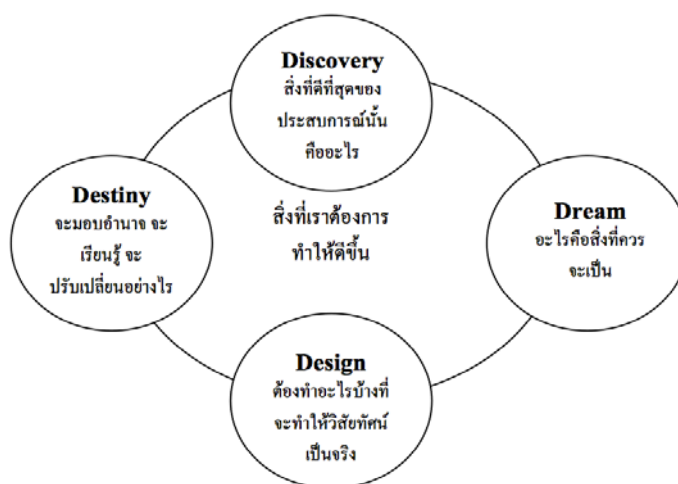 Discovery
สิ่งที่ดีที่สุดของ
ประสบการณ์นั้น
คืออะไร
Destiny
จะมอบอำนาจ จะ
เรียนรู้ จะ
ปรับเปลี่ยนอย่างไร
สิ่งที่เราต้องการ
ทำให้ดีขึ้น
Dream
อะไรคือสิ่งที่ควร
จะเป็น
Design
ต้องทำอะไรบ้างที่
จะทำให้วิสัยทัศน์
เป็นจริง